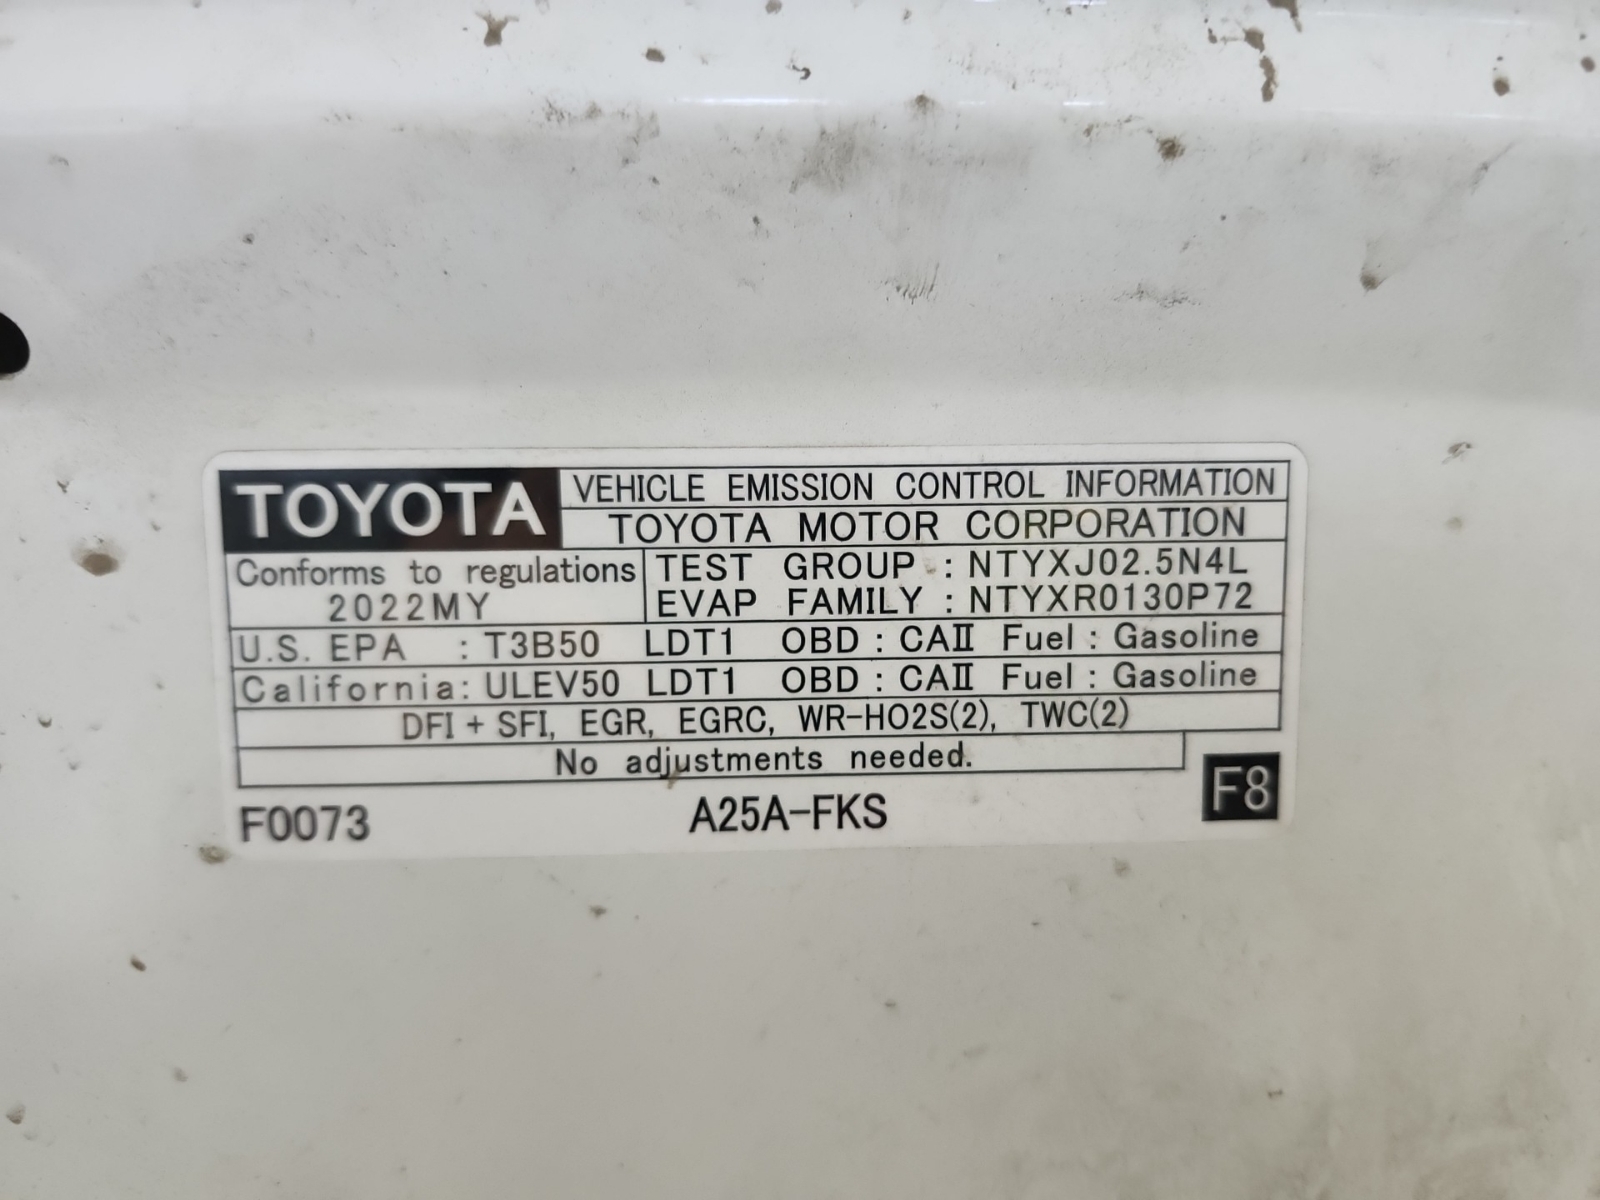 TOYOTA VEHICLE EMISSION CONTROL INFORMATION
TOYOTA MOTOR CORPORATION
Conforms to regulations
2022MY
TEST GROUP : NTYXJ02.5N4L
EVAP FAMILY : NTYXR0130P72
U.S. EPA : T3B50 LDT1 OBD : CAⅡ Fuel : Gasoline
California: ULEV50 LDT1 OBD : CAⅡ Fuel : Gasoline
DFI + SFI, EGR, EGRC, WR-HO2S(2), TWC(2)
No adjustments needed.
F0073 A25A-FKS F8